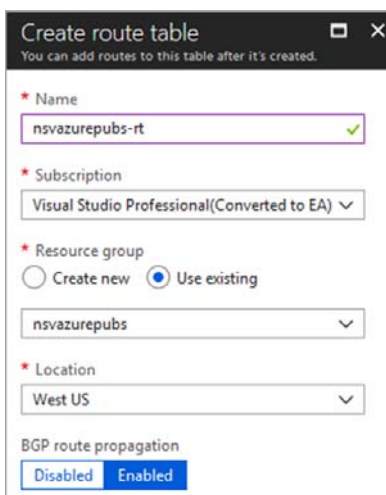 Create route table
You can add routes to this table after it's created.
* Name
nsvazurepubs-rt
* Subscription
Visual Studio Professional(Converted to EA)
* Resource group
Create new Use existing
nsvazurepubs
* Location
West US
BGP route propagation
Disabled Enabled